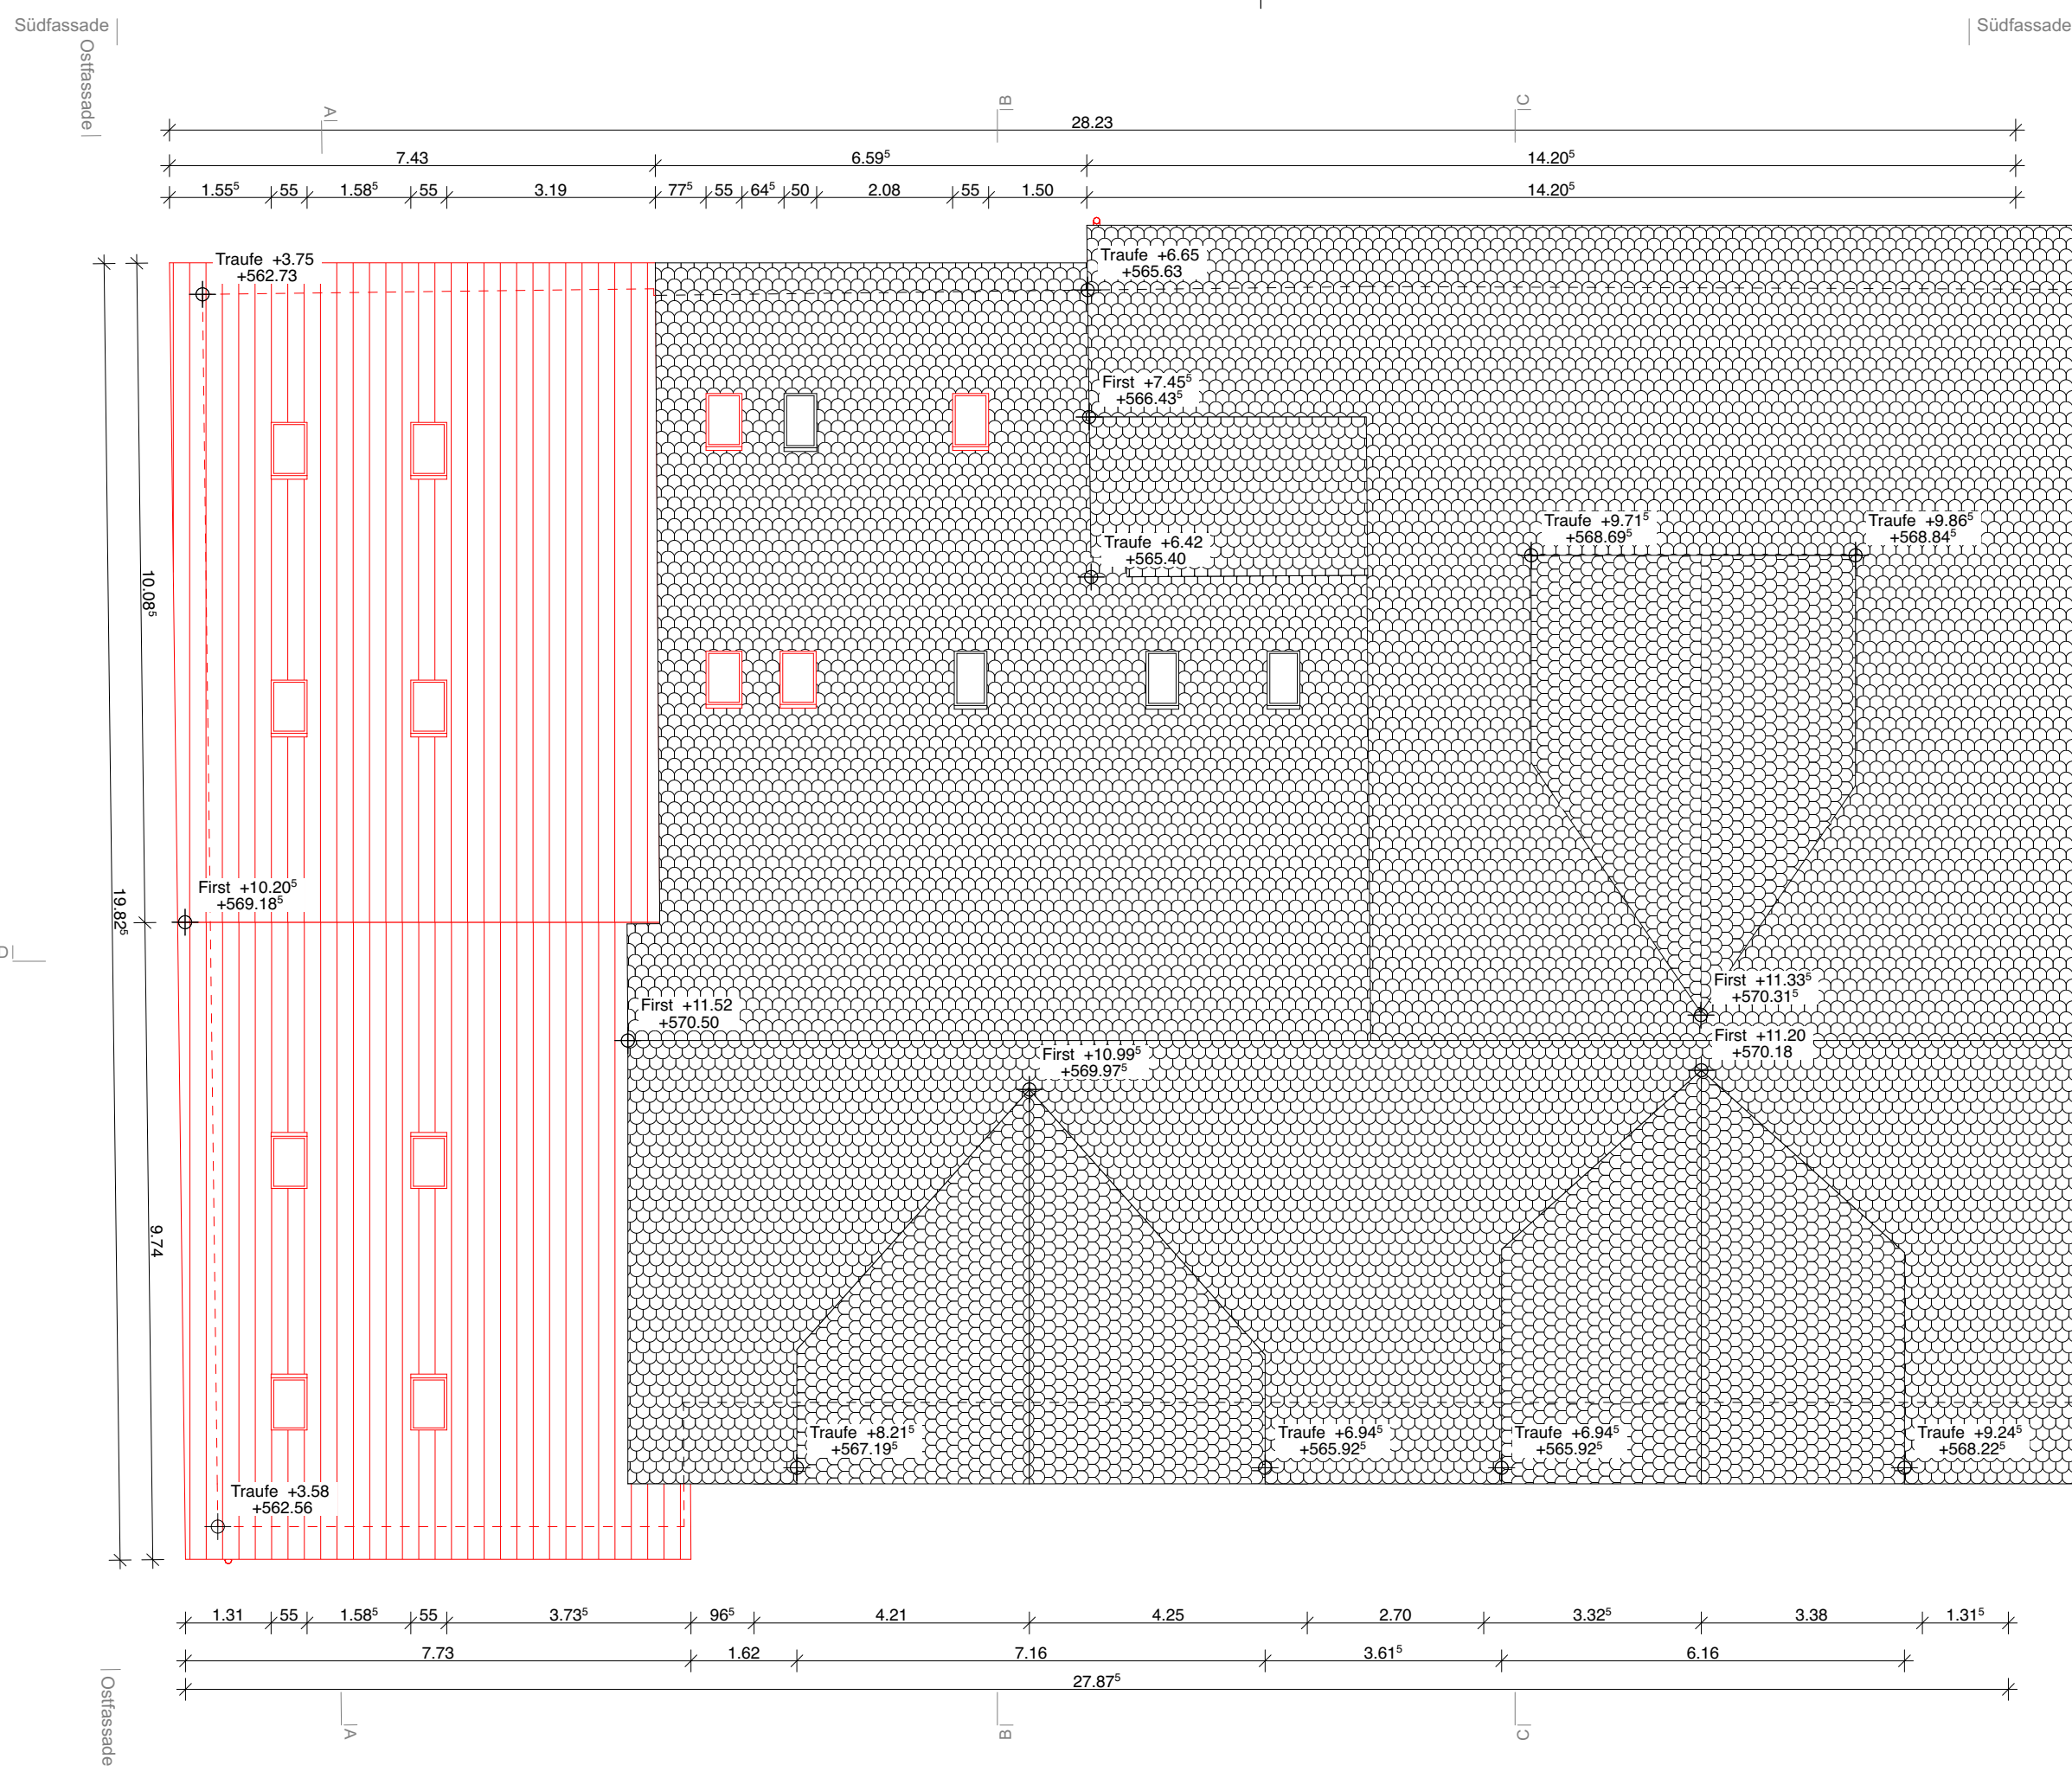 Südfassade
Südfassade
Ostfassade
A
B
C
28.23
7.43
6.59⁵
14.20⁵
1.55⁵
55
1.58⁵
55
3.19
77⁵
55
64⁵
50
2.08
55
1.50
14.20⁵
Traufe +3.75
+562.73
Traufe +6.65
+565.63
First +7.45⁵
+566.43⁵
Traufe +9.71⁵
+568.69⁵
Traufe +9.86⁵
+568.84⁵
Traufe +6.42
+565.40
10.08⁵
19.82⁵
First +10.20⁵
+569.18⁵
D
First +11.33⁵
+570.31⁵
First +11.52
+570.50
First +11.20
+570.18
First +10.99⁵
+569.97⁵
9.74
Traufe +8.21⁵
+567.19⁵
Traufe +6.94⁵
+565.92⁵
Traufe +6.94⁵
+565.92⁵
Traufe +9.24⁵
+568.22⁵
Traufe +3.58
+562.56
1.31
55
1.58⁵
55
3.73⁵
96⁵
4.21
4.25
2.70
3.32⁵
3.38
1.31⁵
7.73
1.62
7.16
3.61⁵
6.16
27.87⁵
Ostfassade
A
B
C